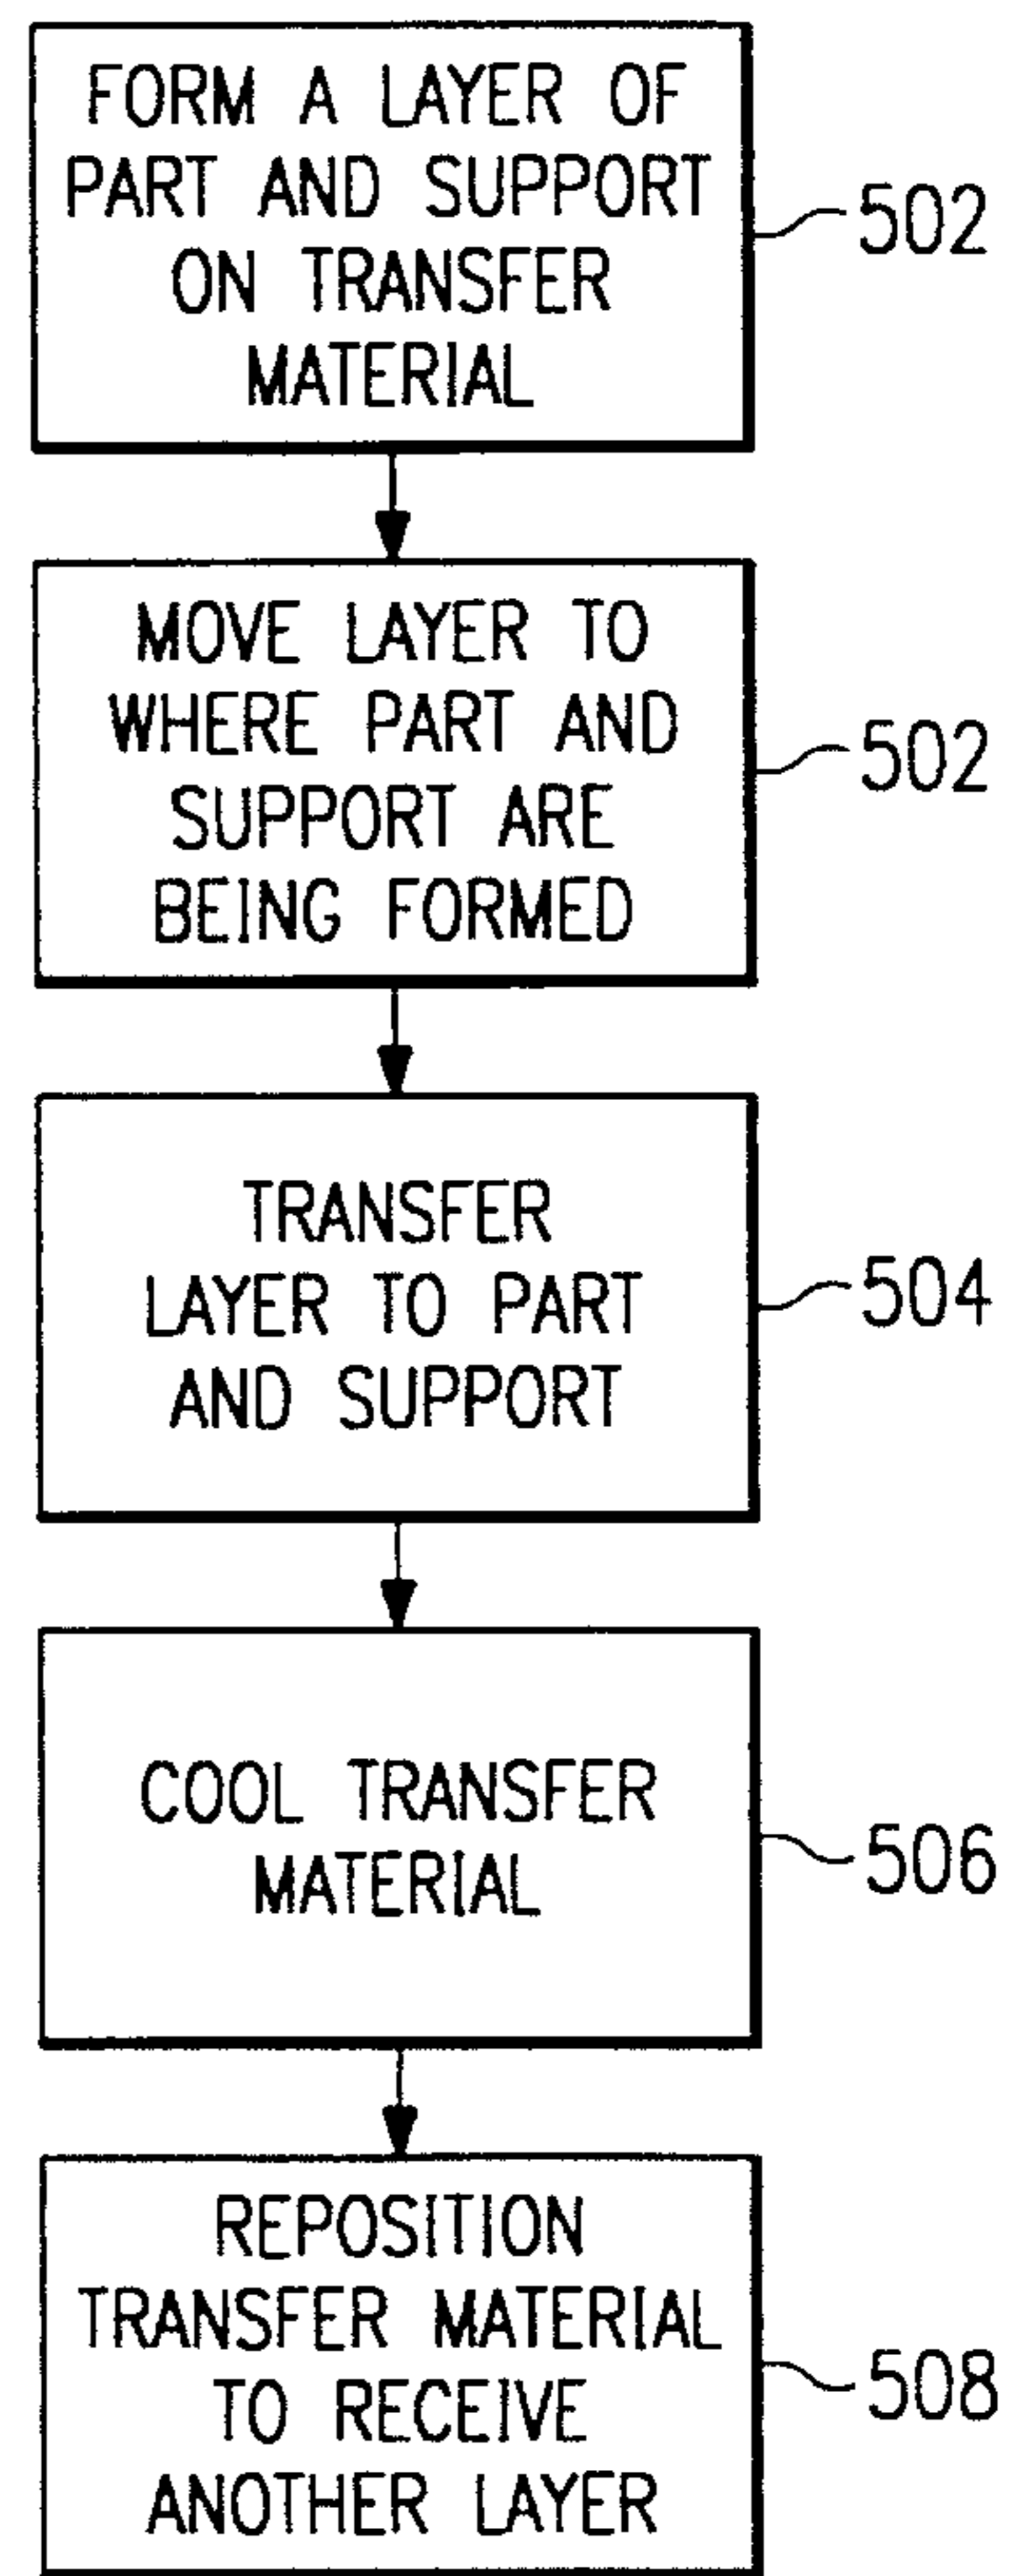 FORM A LAYER OF
PART AND SUPPORT
ON TRANSFER
MATERIAL
502
MOVE LAYER TO
WHERE PART AND
SUPPORT ARE
BEING FORMED
502
TRANSFER
LAYER TO PART
AND SUPPORT
504
COOL TRANSFER
MATERIAL
506
REPOSITION
TRANSFER MATERIAL
TO RECEIVE
ANOTHER LAYER
508